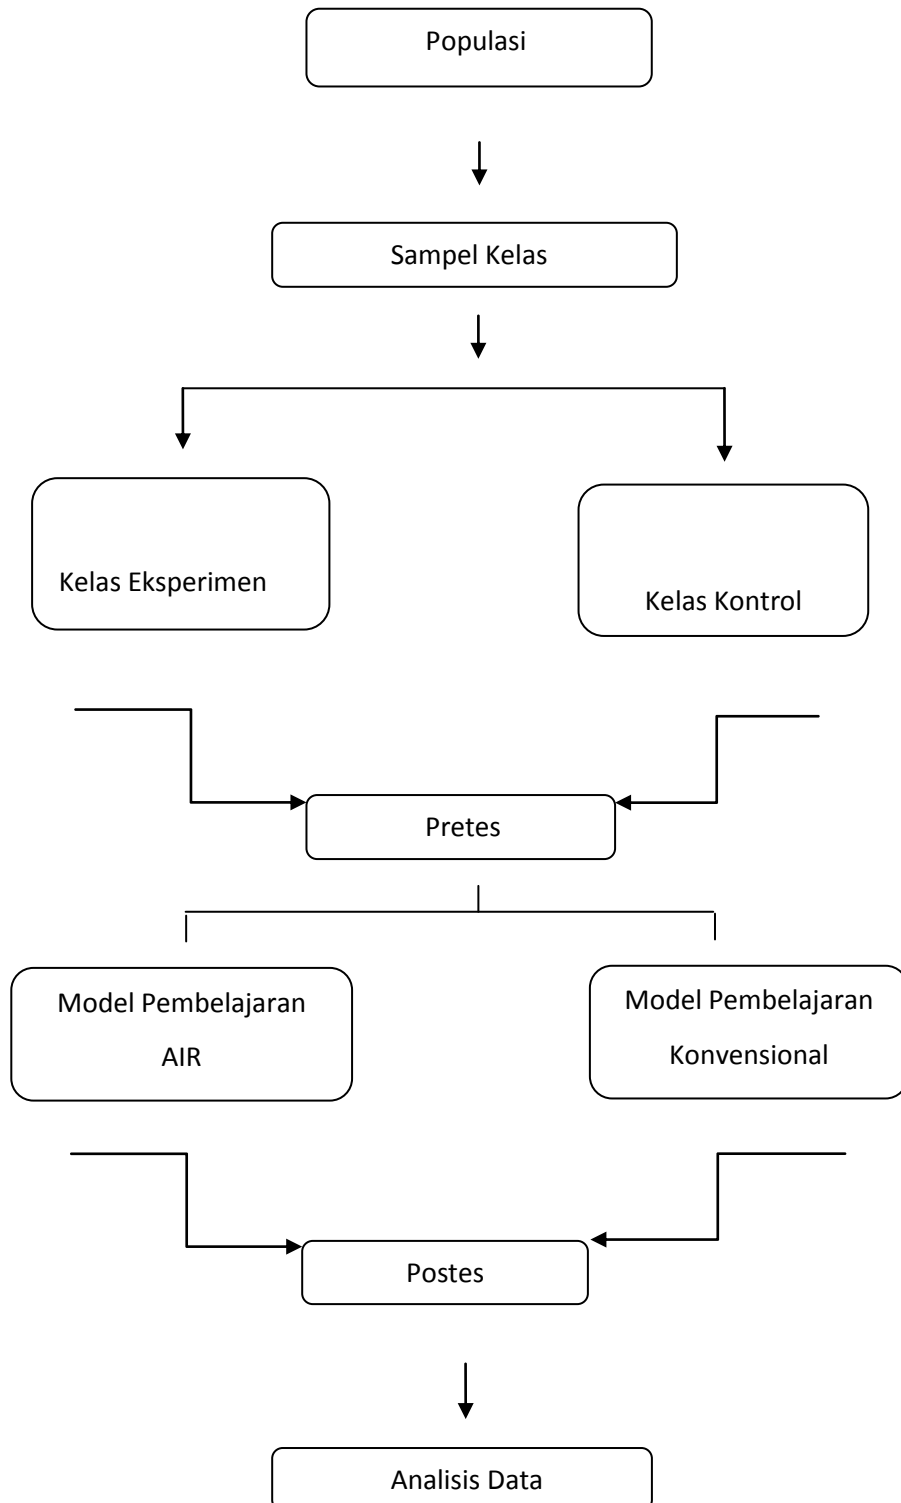 Populasi
Sampel Kelas
Kelas Eksperimen
Kelas Kontrol
Pretes
Model Pembelajaran
AIR
Model Pembelajaran
Konvensional
Postes
Analisis Data